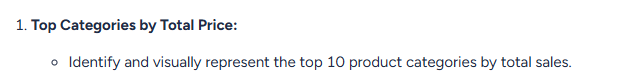 1. Top Categories by Total Price:
○ Identify and visually represent the top 10 product categories by total sales.